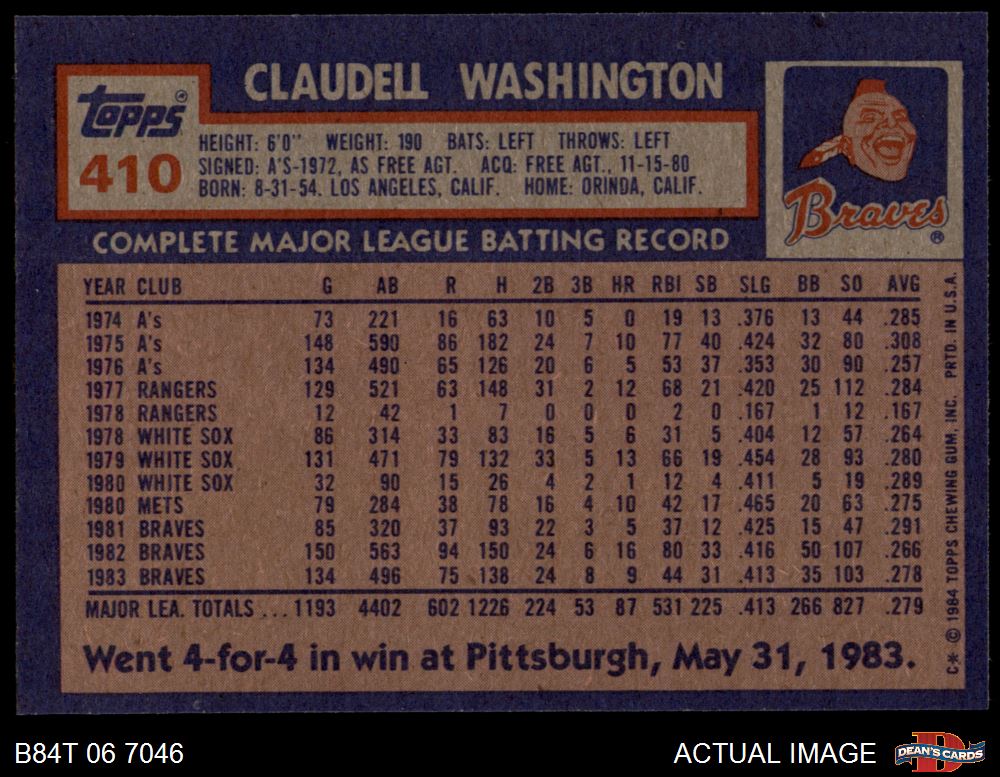 CLAUDELL WASHINGTON
TOPPS ®
410
HEIGHT: 6'0" WEIGHT: 190 BATS: LEFT THROWS: LEFT
SIGNED: A'S-1972, AS FREE AGT. ACQ: FREE AGT., 11-15-80
BORN: 8-31-54. LOS ANGELES, CALIF. HOME: ORINDA, CALIF.
Braves ®
COMPLETE MAJOR LEAGUE BATTING RECORD
YEAR CLUB G AB R H 2B 3B HR RBI SB SLG BB SO AVG
1974 A's 73 221 16 63 10 5 0 19 13 .376 13 44 .285
1975 A's 148 590 86 182 24 7 10 77 40 .424 32 80 .308
1976 A's 134 490 65 126 20 6 5 53 37 .353 30 90 .257
1977 RANGERS 129 521 63 148 31 2 12 68 21 .420 25 112 .284
1978 RANGERS 12 42 1 7 0 0 0 2 0 .167 1 12 .167
1978 WHITE SOX 86 314 33 83 16 5 6 31 5 .404 12 57 .264
1979 WHITE SOX 131 471 79 132 33 5 13 66 19 .454 28 93 .280
1980 WHITE SOX 32 90 15 26 4 2 1 12 4 .411 5 19 .289
1980 METS 79 284 38 78 16 4 10 42 17 .465 20 63 .275
1981 BRAVES 85 320 37 93 22 3 5 37 12 .425 15 47 .291
1982 BRAVES 150 563 94 150 24 6 16 80 33 .416 50 107 .266
1983 BRAVES 134 496 75 138 24 8 9 44 31 .413 35 103 .278
MAJOR LEA. TOTALS ... 1193 4402 602 1226 224 53 87 531 225 .413 266 827 .279
Went 4-for-4 in win at Pittsburgh, May 31, 1983.
C* © 1984 TOPPS CHEWING GUM, INC. PRTD. IN U.S.A.
B84T 06 7046
ACTUAL IMAGE
D
DEAN'S CARDS